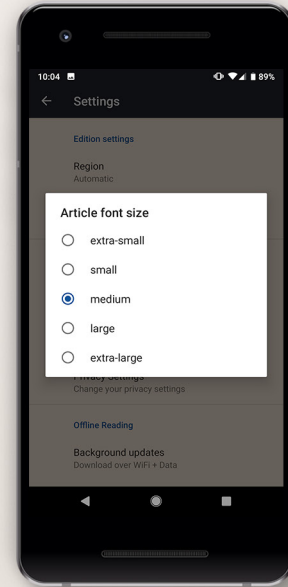 10:04
89%
Settings
Edition settings
Region
Automatic
Article font size
extra-small
small
medium
large
extra-large
Privacy Settings
Change your privacy settings
Offline Reading
Background updates
Download over WiFi + Data